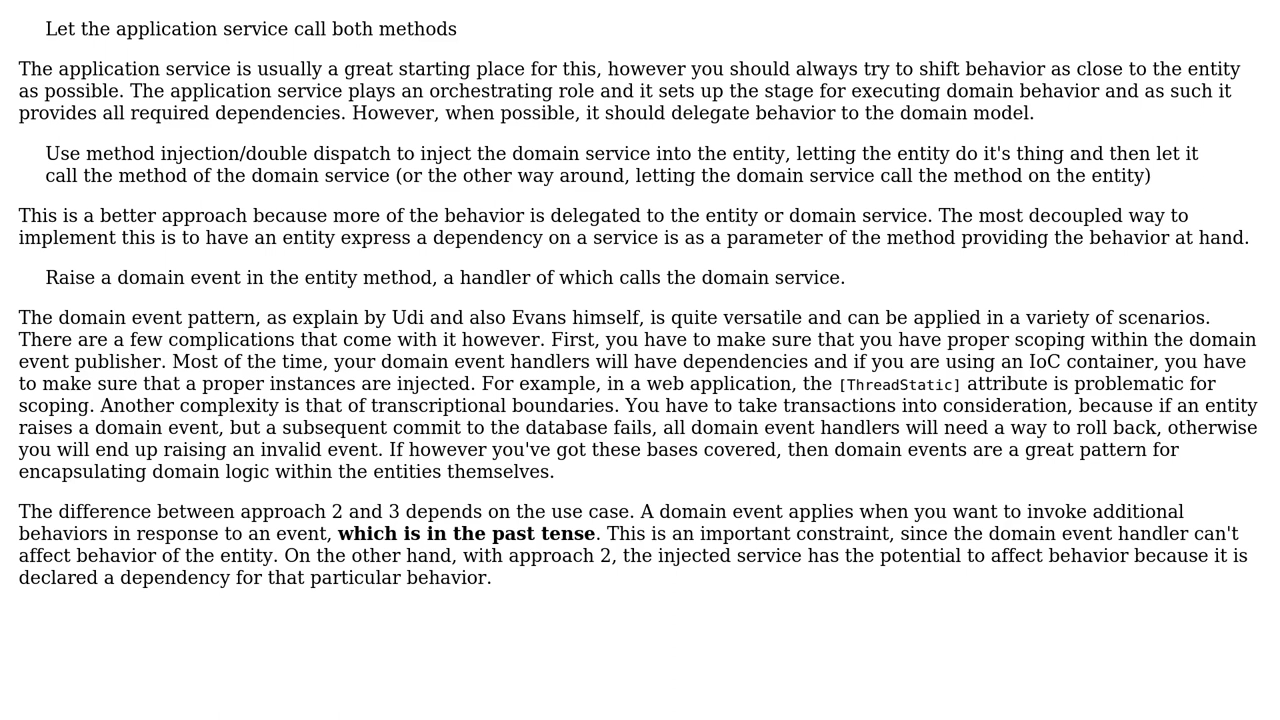 Let the application service call both methods
The application service is usually a great starting place for this, however you should always try to shift behavior as close to the entity
as possible. The application service plays an orchestrating role and it sets up the stage for executing domain behavior and as such it
provides all required dependencies. However, when possible, it should delegate behavior to the domain model.
Use method injection/double dispatch to inject the domain service into the entity, letting the entity do it's thing and then let it
call the method of the domain service (or the other way around, letting the domain service call the method on the entity)
This is a better approach because more of the behavior is delegated to the entity or domain service. The most decoupled way to
implement this is to have an entity express a dependency on a service is as a parameter of the method providing the behavior at hand.
Raise a domain event in the entity method, a handler of which calls the domain service.
The domain event pattern, as explain by Udi and also Evans himself, is quite versatile and can be applied in a variety of scenarios.
There are a few complications that come with it however. First, you have to make sure that you have proper scoping within the domain
event publisher. Most of the time, your domain event handlers will have dependencies and if you are using an IoC container, you have
to make sure that a proper instances are injected. For example, in a web application, the [ThreadStatic] attribute is problematic for
scoping. Another complexity is that of transcriptional boundaries. You have to take transactions into consideration, because if an entity
raises a domain event, but a subsequent commit to the database fails, all domain event handlers will need a way to roll back, otherwise
you will end up raising an invalid event. If however you've got these bases covered, then domain events are a great pattern for
encapsulating domain logic within the entities themselves.
The difference between approach 2 and 3 depends on the use case. A domain event applies when you want to invoke additional
behaviors in response to an event, which is in the past tense. This is an important constraint, since the domain event handler can't
affect behavior of the entity. On the other hand, with approach 2, the injected service has the potential to affect behavior because it is
declared a dependency for that particular behavior.